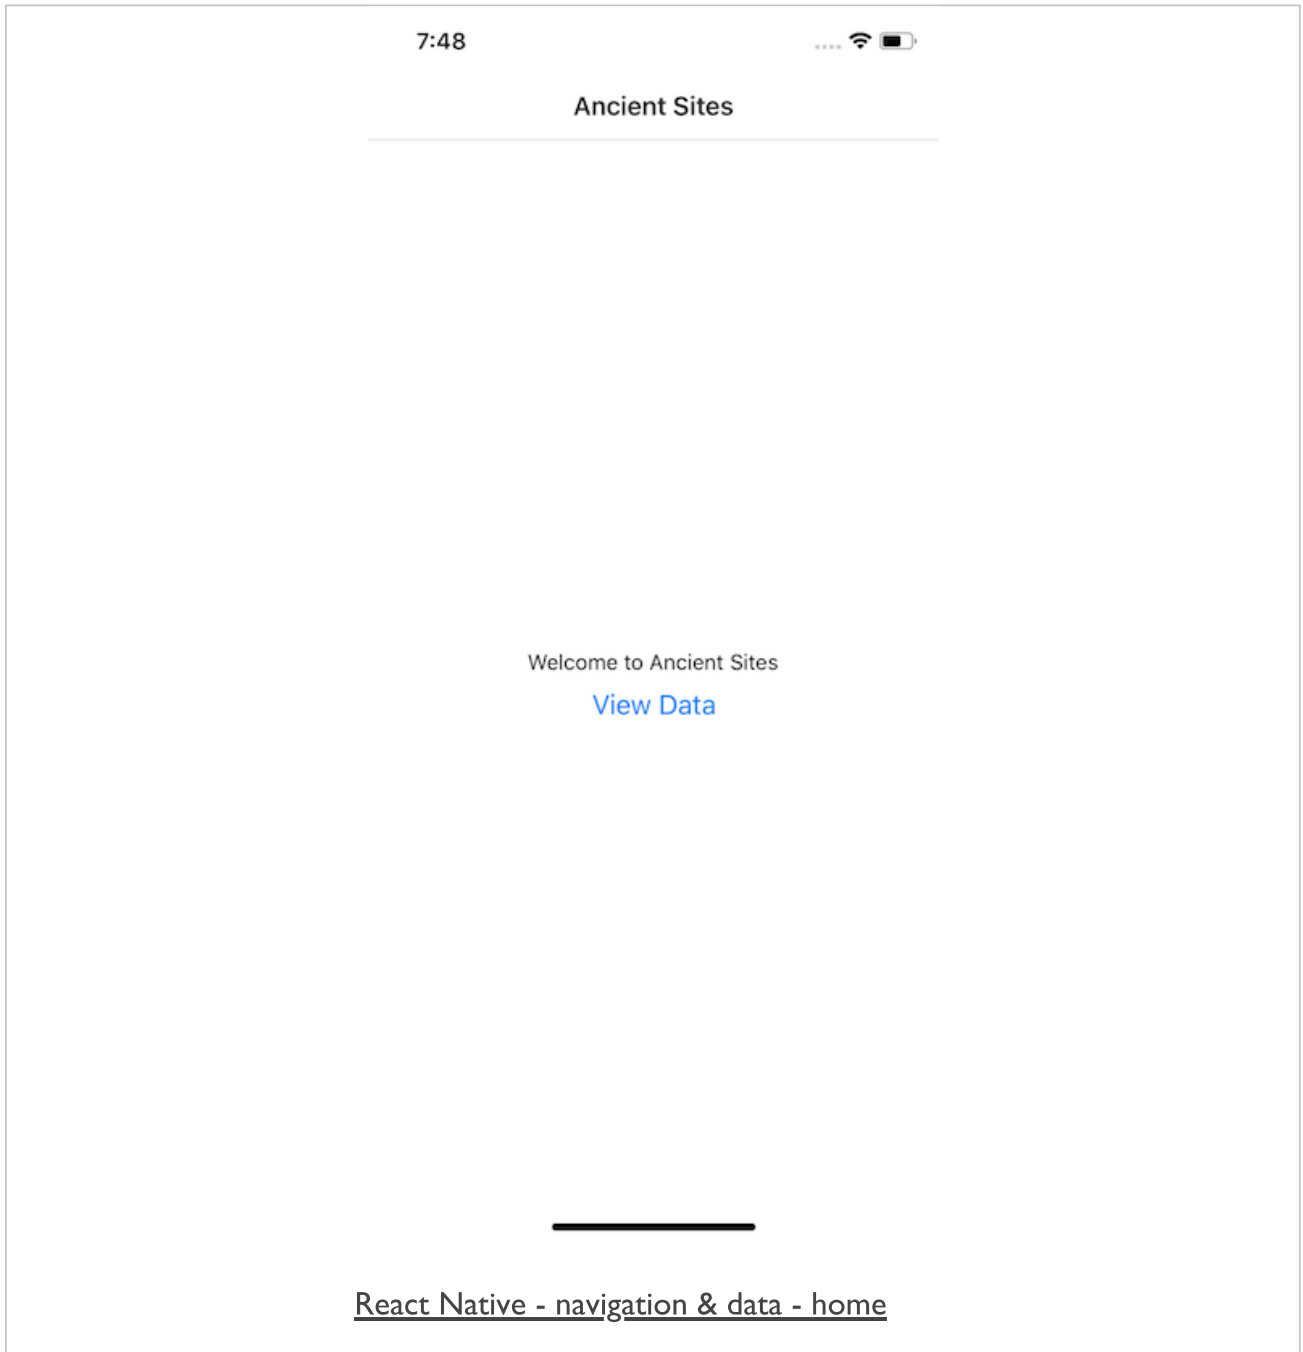 7:48
Ancient Sites
Welcome to Ancient Sites
View Data
React Native - navigation & data - home